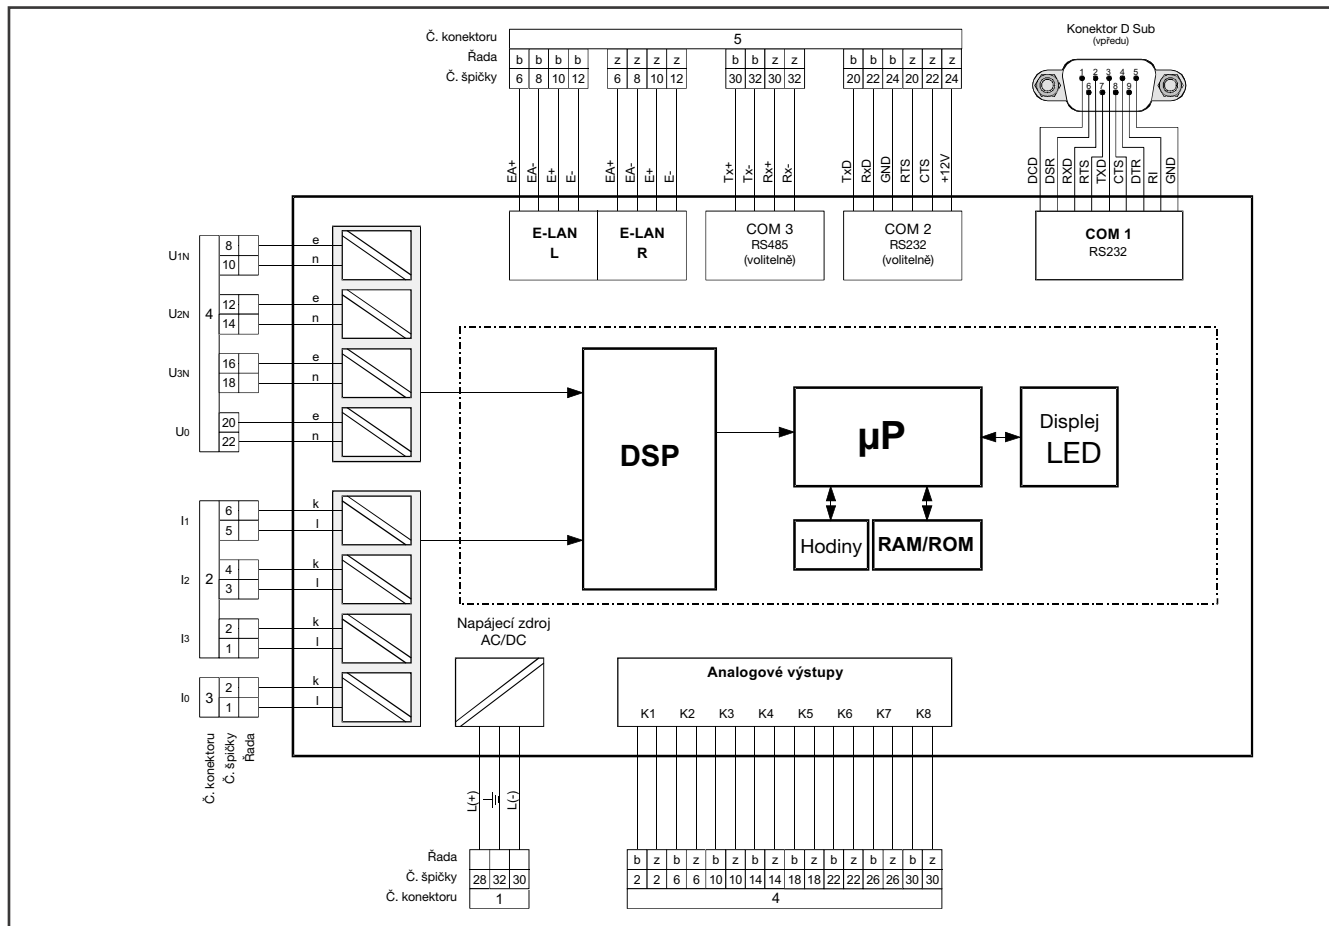 Č. konektoru
5
Řada
b b b b z z z z b b z z b b b z z z
Č. špičky
6 8 10 12 6 8 10 12 30 32 30 32 20 22 24 20 22 24
Konektor D Sub
(vpředu)
1 2 3 4 5
6 7 8 9
EA+ EA- E+ E- EA+ EA- E+ E- Tx+ Tx- Rx+ Rx- TxD RxD GND RTS CTS +12V
DCD DSR RXD RTS TXD CTS DTR RI GND
E-LAN
L
E-LAN
R
COM 3
RS485
(volitelně)
COM 2
RS232
(volitelně)
COM 1
RS232
U1N
4
8 e
10 n
U2N
12 e
14 n
U3N
16 e
18 n
U0
20 e
22 n
I1
2
6 k
5 l
I2
4 k
3 l
I3
2 k
1 l
I0
3
2 k
1 l
Č. konektoru
Č. špičky
Řada
DSP
µP
Displej
LED
Hodiny
RAM/ROM
Napájecí zdroj
AC/DC
L(+) L(-)
Řada
Č. špičky
28 32 30
Č. konektoru
1
Analogové výstupy
K1 K2 K3 K4 K5 K6 K7 K8
b z b z b z b z b z b z b z b z
2 2 6 6 10 10 14 14 18 18 22 22 26 26 30 30
4